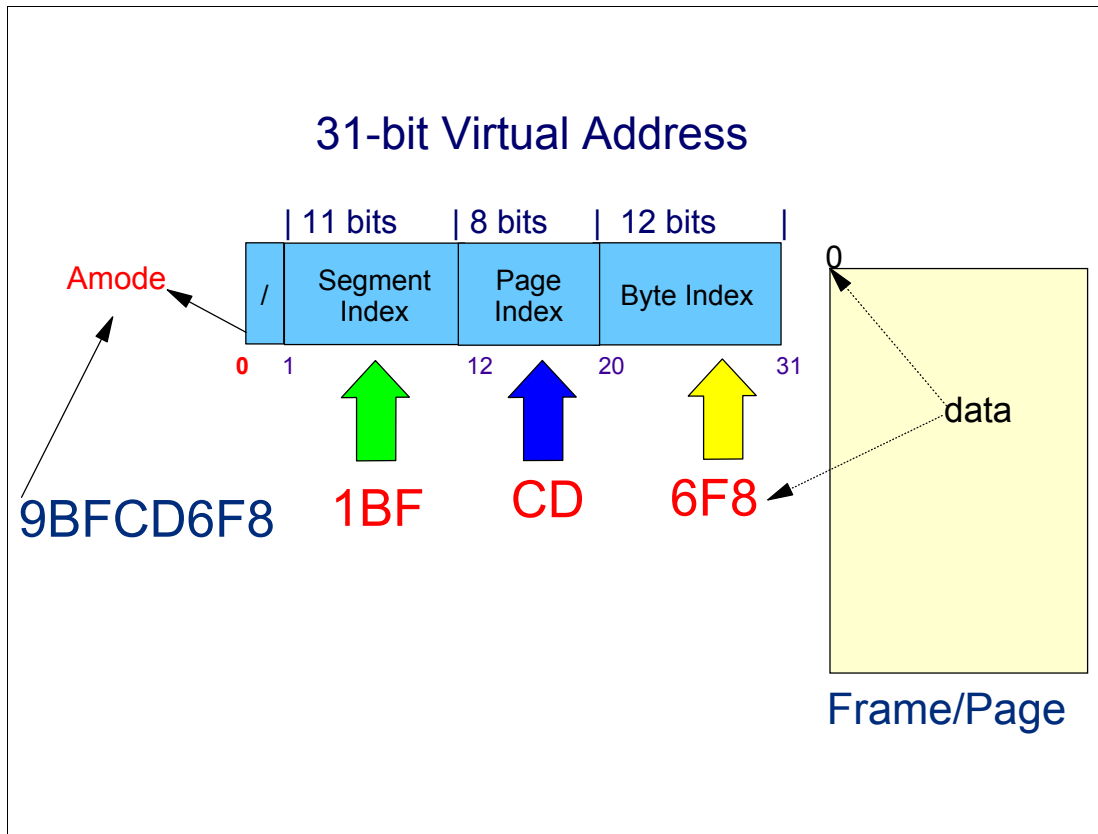 31-bit Virtual Address
| 11 bits | 8 bits | 12 bits |
0
Amode
/
Segment
Index
Page
Index
Byte Index
0 1 12 20 31
data
9BFCD6F8
1BF
CD
6F8
Frame/Page